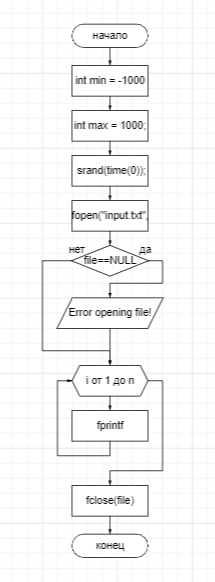 начало
int min = -1000
int max = 1000;
srand(time(0));
fopen("input.txt",
нет
да
file==NULL
Error opening file!
i от 1 до n
fprintf
fclose(file)
конец